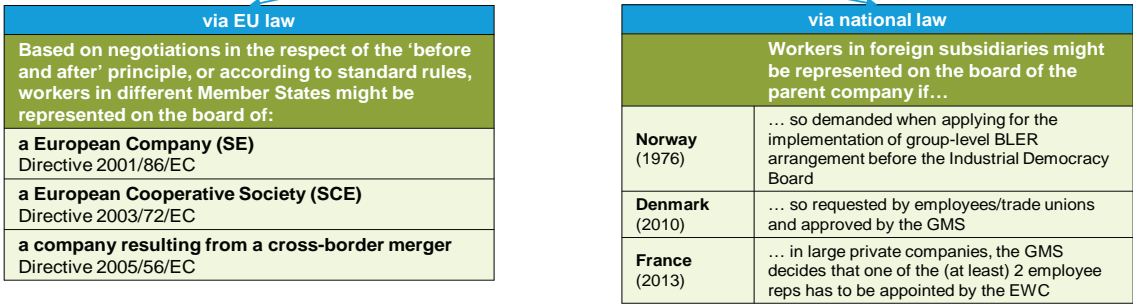 via EU law
Based on negotiations in the respect of the ‘before
and after’ principle, or according to standard rules,
workers in different Member States might be
represented on the board of:
a European Company (SE)
Directive 2001/86/EC
a European Cooperative Society (SCE)
Directive 2003/72/EC
a company resulting from a cross-border merger
Directive 2005/56/EC
via national law
Workers in foreign subsidiaries might
be represented on the board of the
parent company if…
Norway
(1976)
… so demanded when applying for the
implementation of group-level BLER
arrangement before the Industrial Democracy
Board
Denmark
(2010)
… so requested by employees/trade unions
and approved by the GMS
France
(2013)
… in large private companies, the GMS
decides that one of the (at least) 2 employee
reps has to be appointed by the EWC